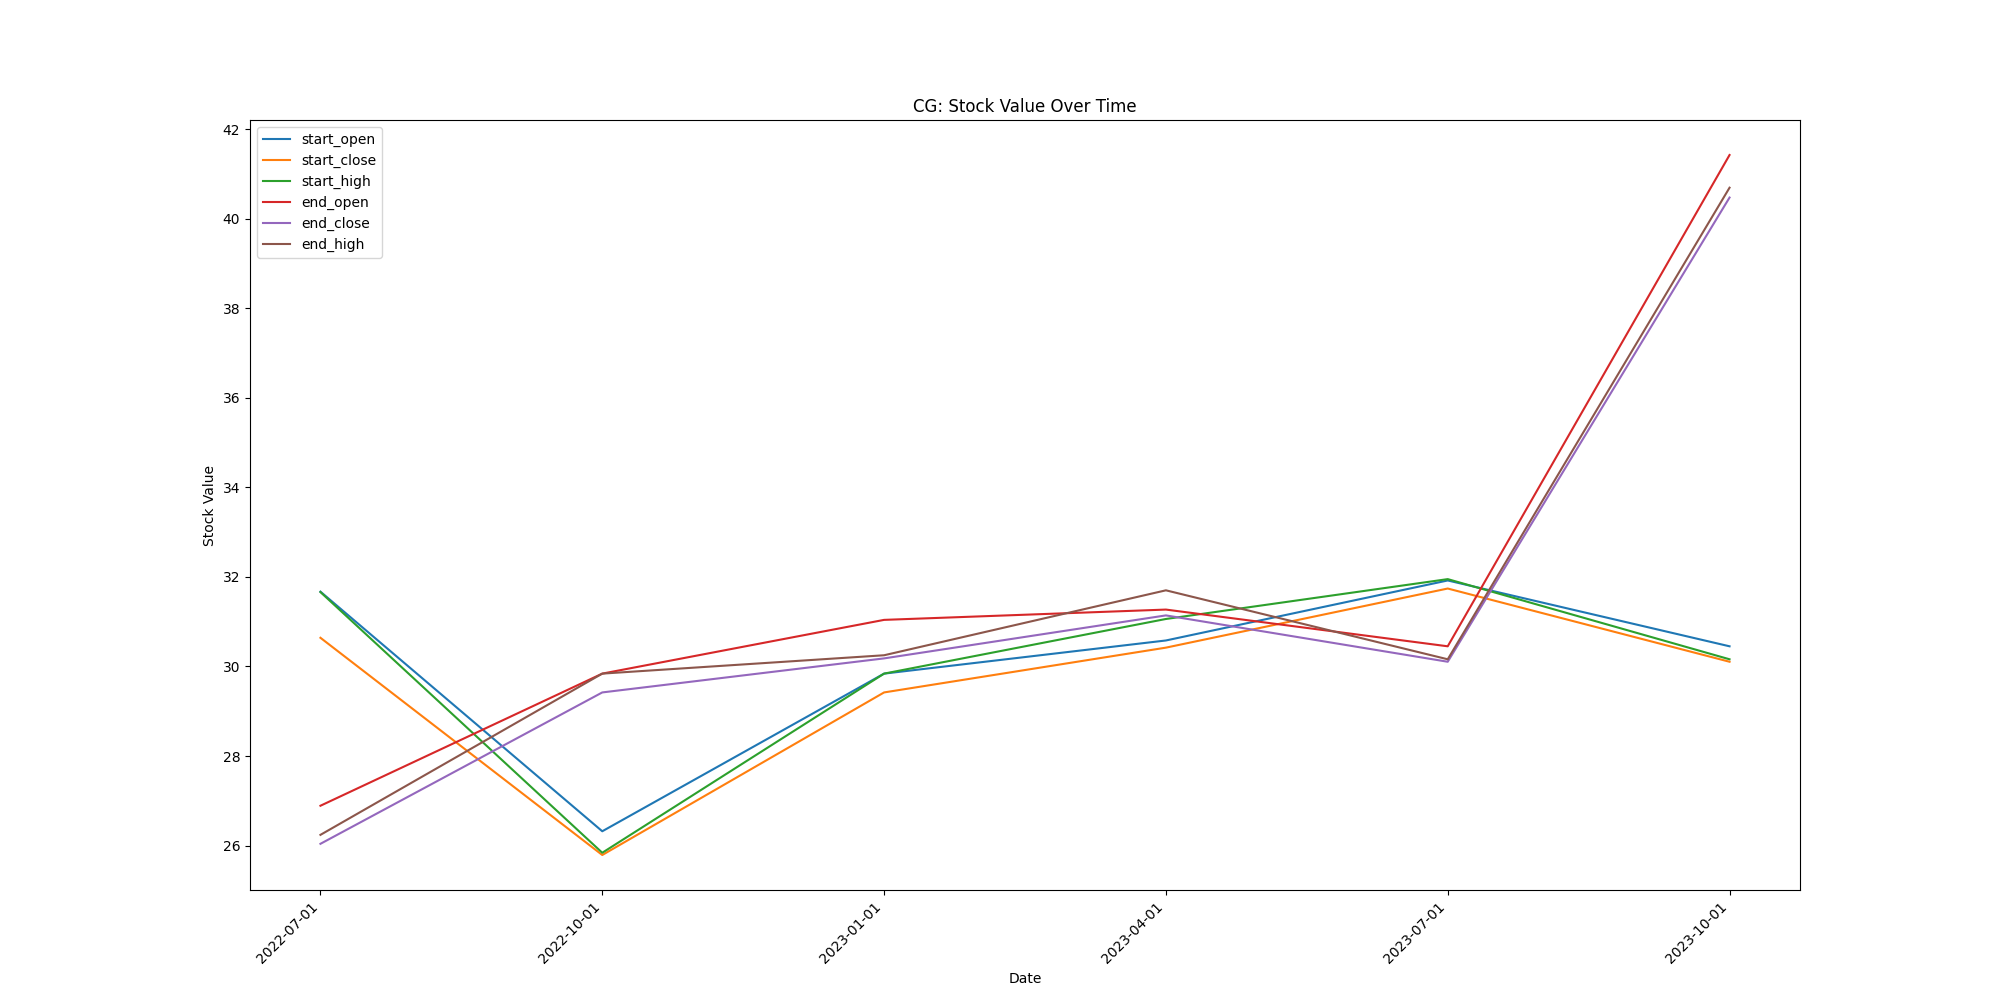 CG: Stock Value Over Time
start_open
start_close
start_high
end_open
end_close
end_high
42
40
38
36
34
32
30
28
26
Stock Value
2022-07-01
2022-10-01
2023-01-01
2023-04-01
2023-07-01
2023-10-01
Date